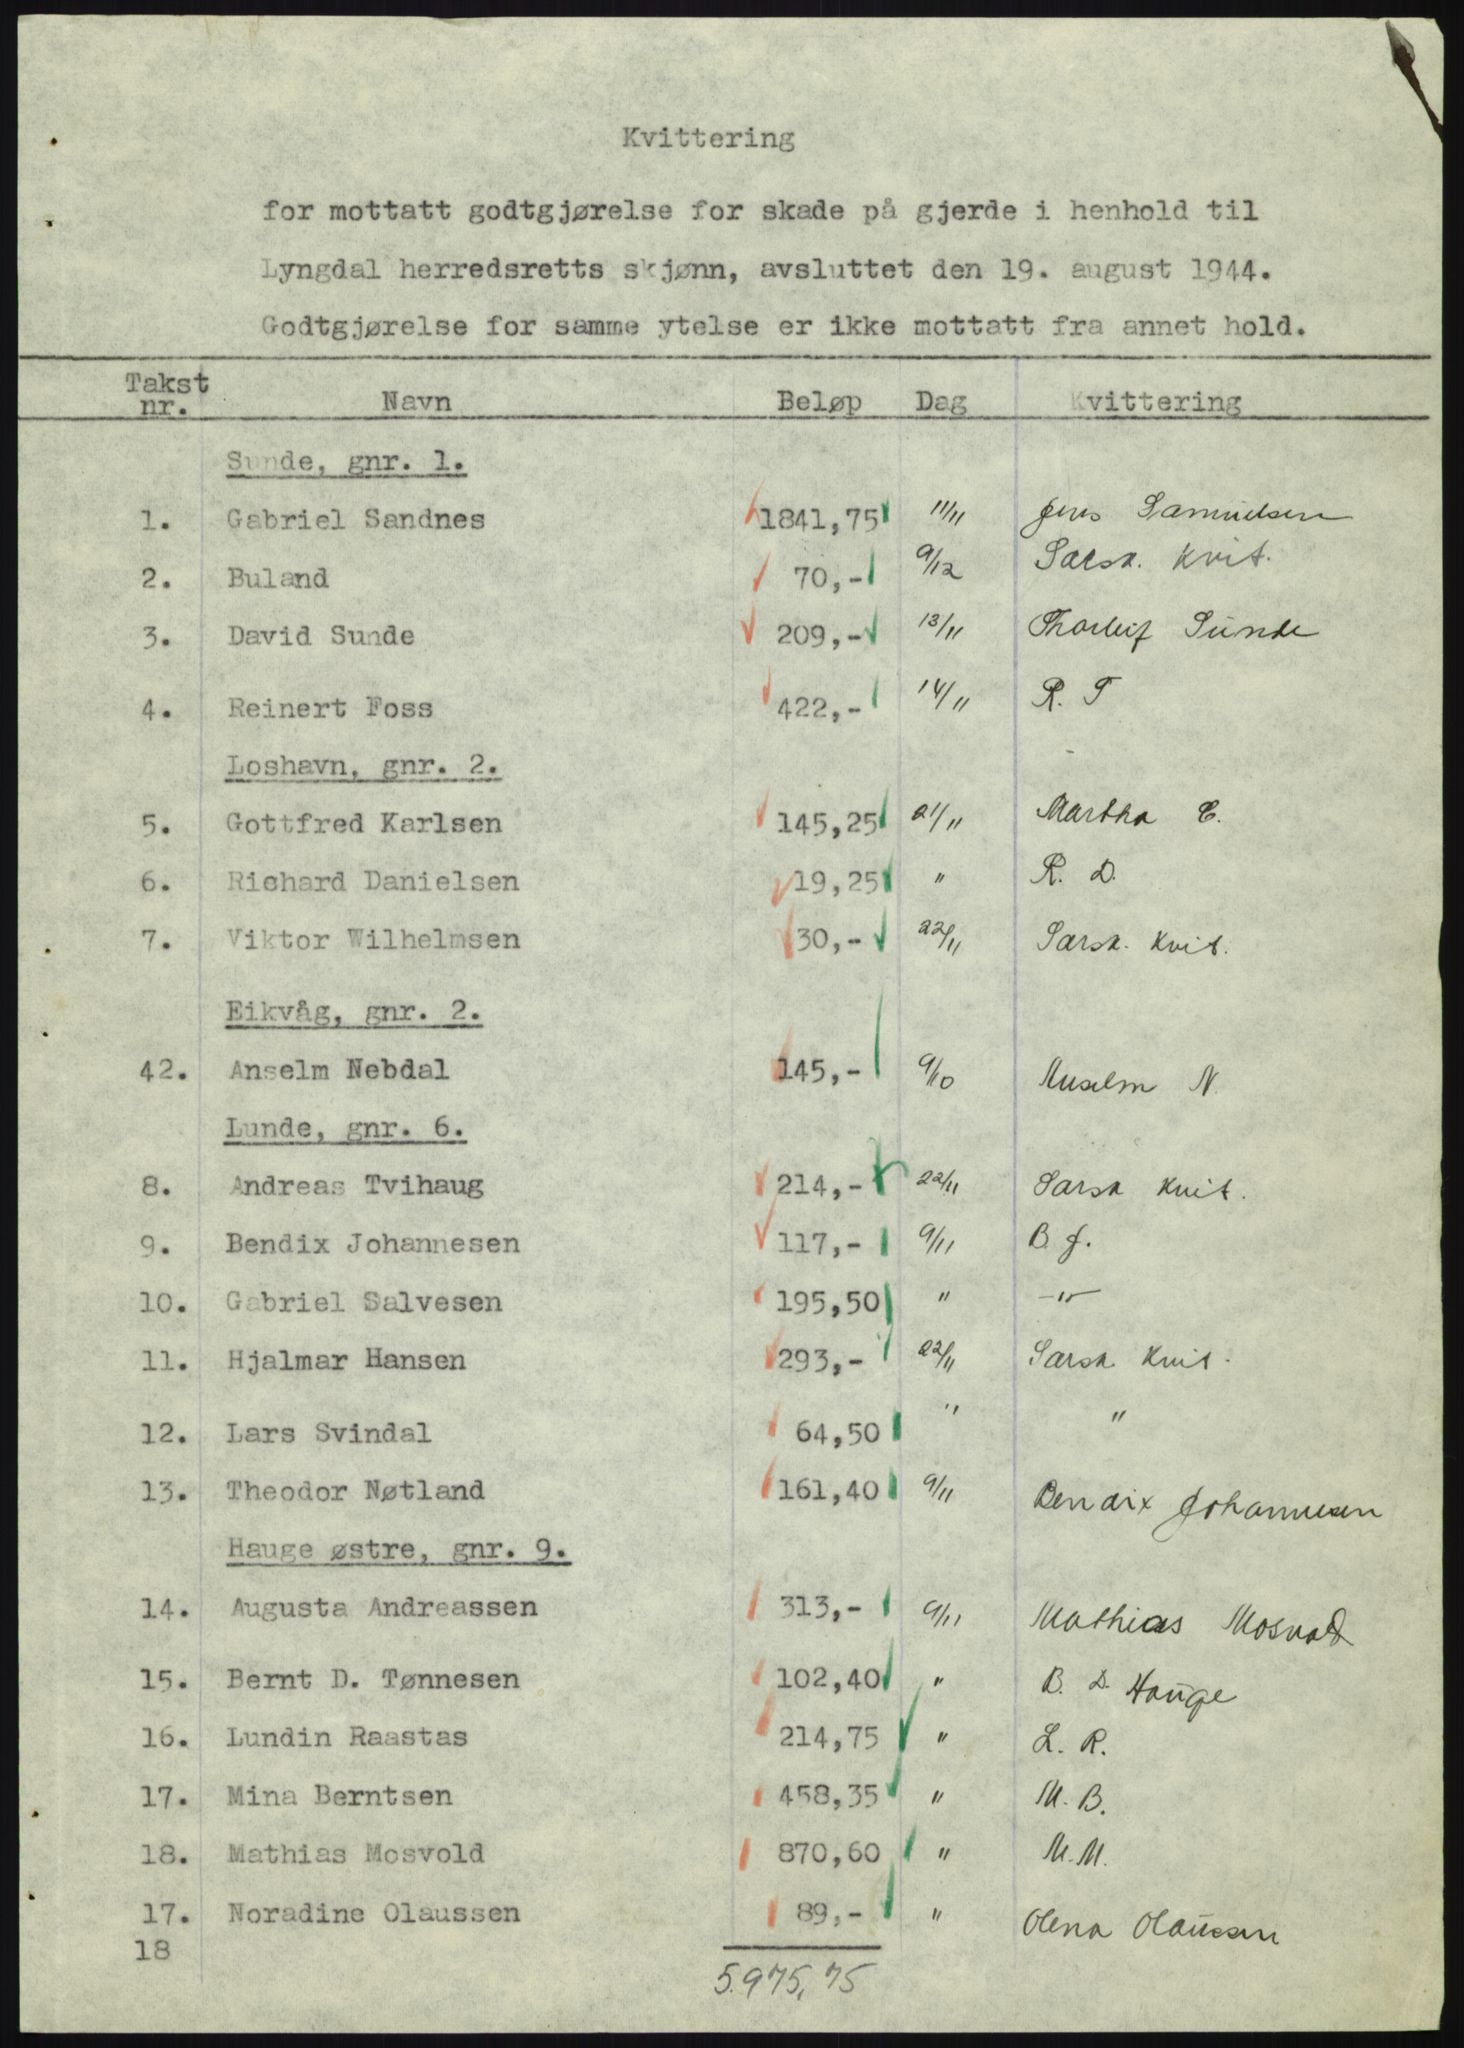 Kvittering
for mottatt godtgjørelse for skade på gjerde i henhold til
Lyngdal herredsretts skjønn, avsluttet den 19. august 1944.
Godtgjørelse for samme ytelse er ikke mottatt fra annet hold.
Takst nr. Navn Beløp Dag Kvittering
Sunde, gnr. 1.
1. Gabriel Sandnes 1841,75 11/11 Jens Samuelsen
2. Buland 70,- 9/12 Særsk. kvit.
3. David Sunde 209,- 13/11 Thorleif Sunde
4. Reinert Foss 422,- 14/11 R. F
Loshavn, gnr. 2.
5. Gottfred Karlsen 145,25 21/11 Martha C.
6. Richard Danielsen 19,25 " R. D.
7. Viktor Wilhelmsen 30,- 22/11 Særsk. kvit.
Eikvåg, gnr. 2.
42. Anselm Nebdal 145,- 9/10 Anselm N.
Lunde, gnr. 6.
8. Andreas Tvihaug 214,- 22/11 Særsk kvit.
9. Bendix Johannesen 117,- 9/11 B. J.
10. Gabriel Salvesen 195,50 " -"-
11. Hjalmar Hansen 293,- 22/11 Særsk kvit.
12. Lars Svindal 64,50 " "
13. Theodor Nøtland 161,40 9/11 Bendix Johannesen
Hauge østre, gnr. 9.
14. Augusta Andreassen 313,- 9/11 Mathias Mosvold
15. Bernt D. Tønnesen 102,40 " B. D. Hauge
16. Lundin Raastas 214,75 " L. R.
17. Mina Berntsen 458,35 " M. B.
18. Mathias Mosvold 870,60 " M. M.
17. Noradine Olaussen 89,- " Olena Olaussen
18
5.975,75